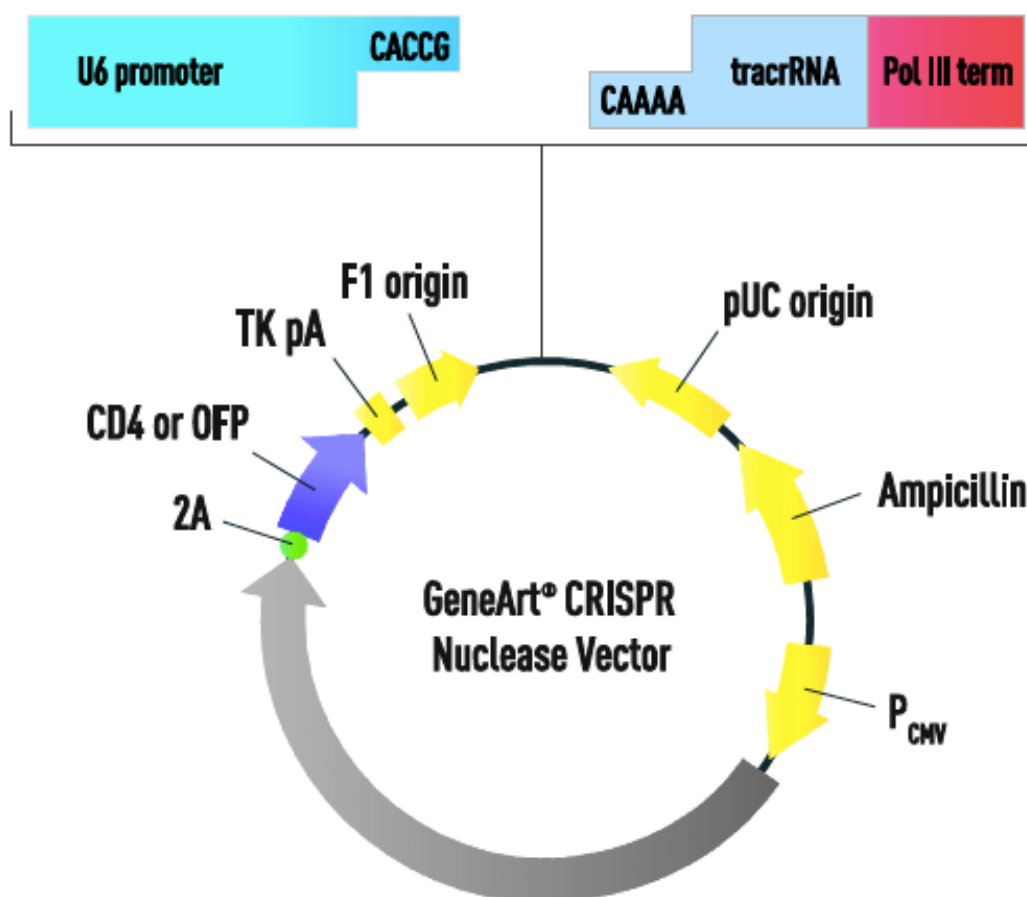 U6 promoter
CACCG
CAAAA
tracrRNA
Pol III term
F1 origin
TK pA
pUC origin
CD4 or OFP
2A
Ampicillin
GeneArt® CRISPR
Nuclease Vector
PCMV